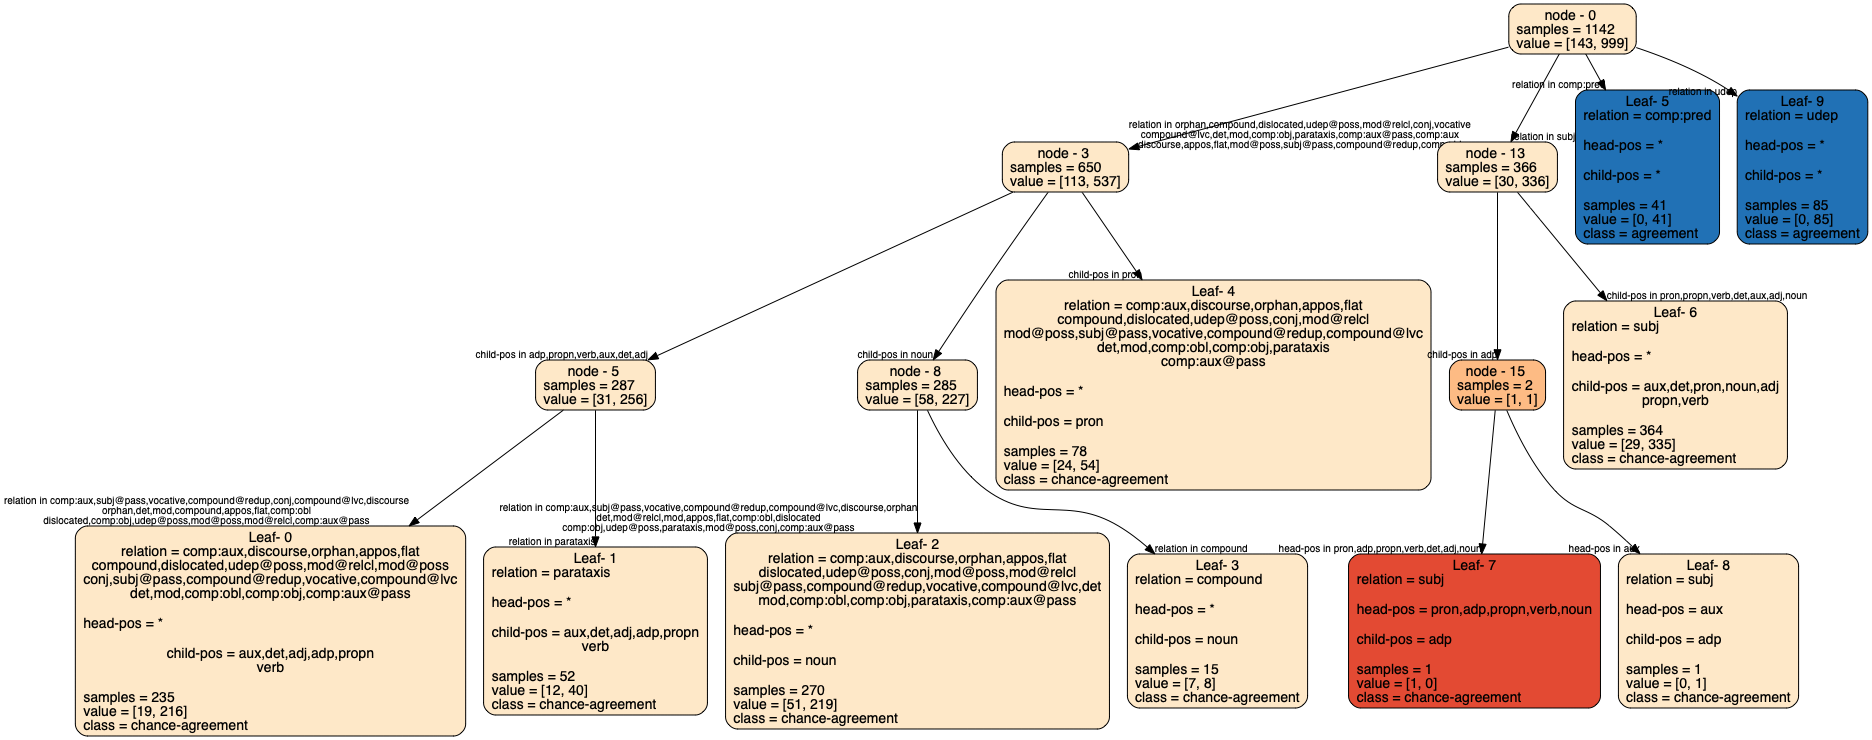 node - 0
samples = 1142
value = [143, 999]
relation in comp:pred
relation in udep
relation in orphan,compound,dislocated,udep@poss,mod@relcl,conj,vocative
compound@lvc,det,mod,comp:obj,parataxis,comp:aux@pass,comp:aux
discourse,appos,flat,mod@poss,subj@pass,compound@redup,comp:obl
relation in subj
Leaf- 5
relation = comp:pred
head-pos = *
child-pos = *
samples = 41
value = [0, 41]
class = agreement
Leaf- 9
relation = udep
head-pos = *
child-pos = *
samples = 85
value = [0, 85]
class = agreement
node - 3
samples = 650
value = [113, 537]
node - 13
samples = 366
value = [30, 336]
child-pos in pron
Leaf- 4
relation = comp:aux,discourse,orphan,appos,flat
compound,dislocated,udep@poss,conj,mod@relcl
mod@poss,subj@pass,vocative,compound@redup,compound@lvc
det,mod,comp:obl,comp:obj,parataxis
comp:aux@pass
head-pos = *
child-pos = pron
samples = 78
value = [24, 54]
class = chance-agreement
child-pos in pron,propn,verb,det,aux,adj,noun
Leaf- 6
relation = subj
head-pos = *
child-pos = aux,det,pron,noun,adj
propn,verb
samples = 364
value = [29, 335]
class = chance-agreement
child-pos in adp,propn,verb,aux,det,adj
node - 5
samples = 287
value = [31, 256]
child-pos in noun
node - 8
samples = 285
value = [58, 227]
child-pos in adp
node - 15
samples = 2
value = [1, 1]
relation in comp:aux,subj@pass,vocative,compound@redup,conj,compound@lvc,discourse
orphan,det,mod,compound,appos,flat,comp:obl
dislocated,comp:obj,udep@poss,mod@poss,mod@relcl,comp:aux@pass
Leaf- 0
relation = comp:aux,discourse,orphan,appos,flat
compound,dislocated,udep@poss,mod@relcl,mod@poss
conj,subj@pass,compound@redup,vocative,compound@lvc
det,mod,comp:obl,comp:obj,comp:aux@pass
head-pos = *
child-pos = aux,det,adj,adp,propn
verb
samples = 235
value = [19, 216]
class = chance-agreement
relation in parataxis
Leaf- 1
relation = parataxis
head-pos = *
child-pos = aux,det,adj,adp,propn
verb
samples = 52
value = [12, 40]
class = chance-agreement
relation in comp:aux,subj@pass,vocative,compound@redup,compound@lvc,discourse,orphan
det,mod@relcl,mod,appos,flat,comp:obl,dislocated
comp:obj,udep@poss,parataxis,mod@poss,conj,comp:aux@pass
Leaf- 2
relation = comp:aux,discourse,orphan,appos,flat
dislocated,udep@poss,conj,mod@poss,mod@relcl
subj@pass,compound@redup,vocative,compound@lvc,det
mod,comp:obl,comp:obj,parataxis,comp:aux@pass
head-pos = *
child-pos = noun
samples = 270
value = [51, 219]
class = chance-agreement
relation in compound
Leaf- 3
relation = compound
head-pos = *
child-pos = noun
samples = 15
value = [7, 8]
class = chance-agreement
head-pos in pron,adp,propn,verb,det,adj,noun
Leaf- 7
relation = subj
head-pos = pron,adp,propn,verb,noun
child-pos = adp
samples = 1
value = [1, 0]
class = chance-agreement
head-pos in aux
Leaf- 8
relation = subj
head-pos = aux
child-pos = adp
samples = 1
value = [0, 1]
class = chance-agreement